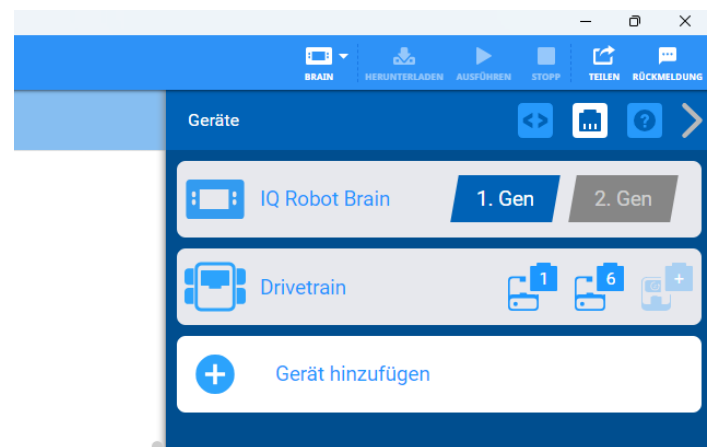 BRAIN HERUNTERLADEN AUSFÜHREN STOPP TEILEN RÜCKMELDUNG
Geräte
IQ Robot Brain 1. Gen 2. Gen
Drivetrain 1 6
Gerät hinzufügen